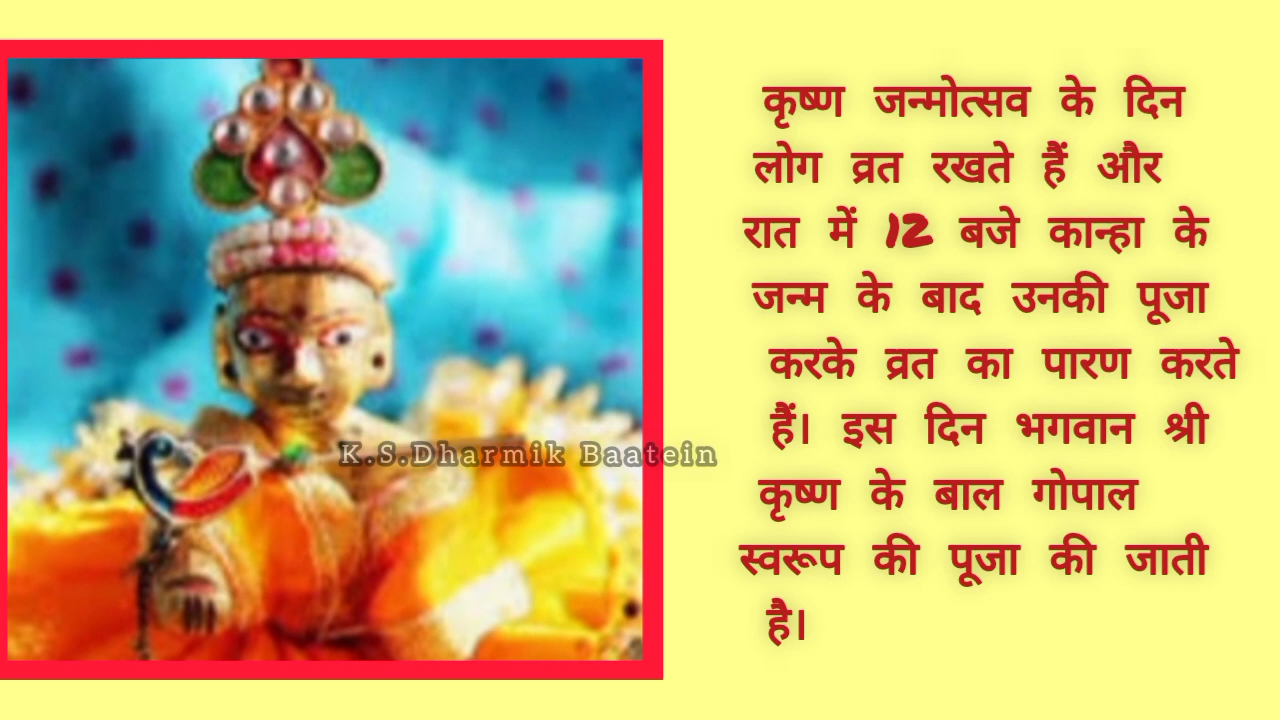 कृष्ण जन्मोत्सव के दिन
लोग व्रत रखते हैं और
रात में 12 बजे कान्हा के
जन्म के बाद उनकी पूजा
करके व्रत का पारण करते
हैं। इस दिन भगवान श्री
कृष्ण के बाल गोपाल
स्वरूप की पूजा की जाती
है।
K.S.Dharmik Baatein